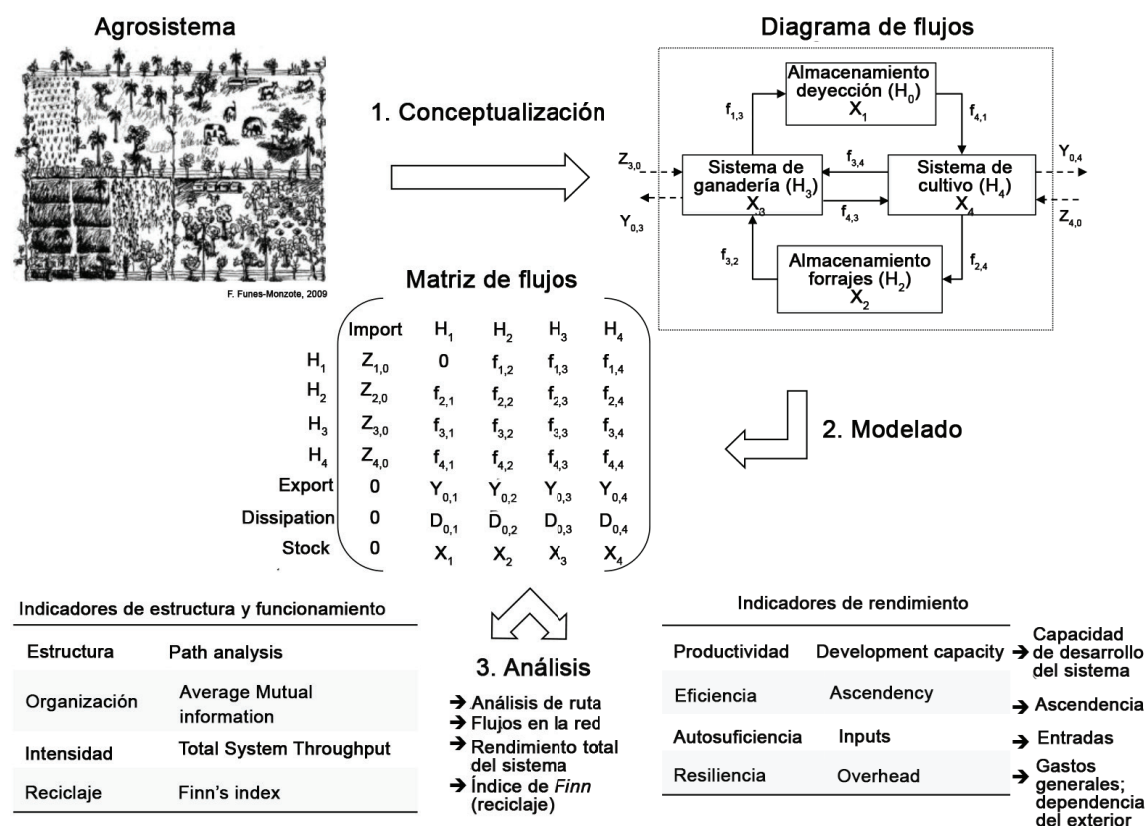 Agrosistema
F. Funes-Monzote, 2009
1. Conceptualización
Diagrama de flujos
Almacenamiento
deyección (H0)
X1
f1,3
f4,1
Z3,0
Y0,3
Sistema de
ganadería (H3)
X3
f3,4
f4,3
Sistema de
cultivo (H4)
X4
Y0,4
Z4,0
f3,2
f2,4
Almacenamiento
forrajes (H2)
X2
2. Modelado
Matriz de flujos
Import H1 H2 H3 H4
H1 Z1,0 0 f1,2 f1,3 f1,4
H2 Z2,0 f2,1 f2,2 f2,3 f2,4
H3 Z3,0 f3,1 f3,2 f3,3 f3,4
H4 Z4,0 f4,1 f4,2 f4,3 f4,4
Export 0 Y0,1 Y0,2 Y0,3 Y0,4
Dissipation 0 D0,1 D0,2 D0,3 D0,4
Stock 0 X1 X2 X3 X4
Indicadores de estructura y funcionamiento
Estructura Path analysis
Organización Average Mutual
information
Intensidad Total System Throughput
Reciclaje Finn's index
3. Análisis
➔ Análisis de ruta
➔ Flujos en la red
➔ Rendimiento total
del sistema
➔ Índice de Finn
(reciclaje)
Indicadores de rendimiento
Productividad Development capacity ➔ Capacidad
de desarrollo
del sistema
Eficiencia Ascendency ➔ Ascendencia
Autosuficiencia Inputs ➔ Entradas
Resiliencia Overhead ➔ Gastos
generales;
dependencia
del exterior